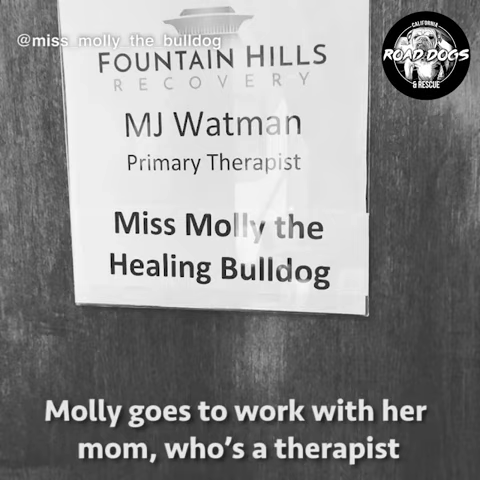 @miss_molly_the_bulldog
CALIFORNIA
ROAD DOGS
& RESCUE
FOUNTAIN HILLS
RECOVERY
MJ Watman
Primary Therapist
Miss Molly the
Healing Bulldog
Molly goes to work with her
mom, who's a therapist